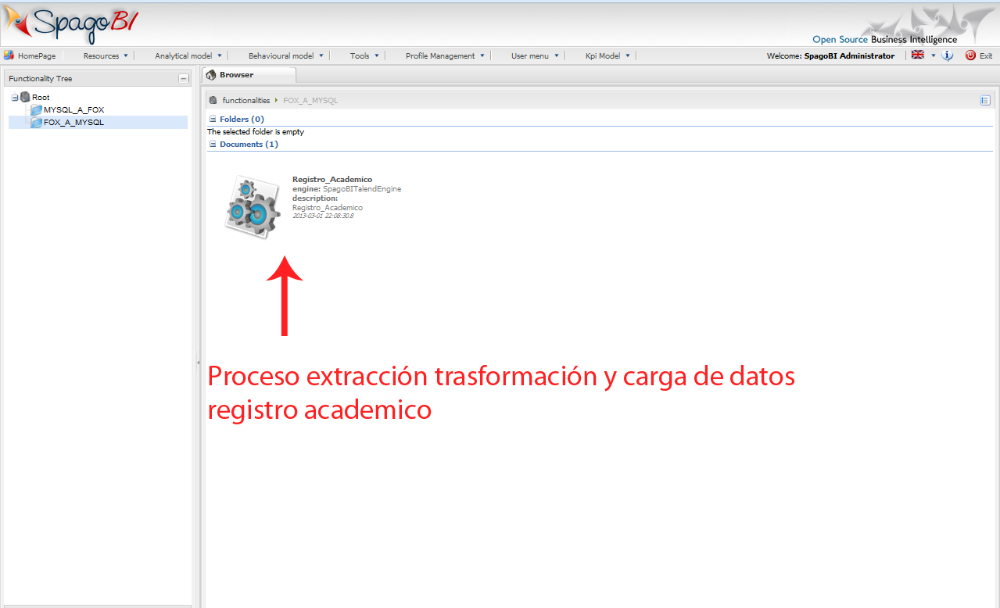 SpagoBI
Open Source Business Intelligence
HomePage Resources Analytical model Behavioural model Tools Profile Management User menu Kpi Model Welcome: SpagoBI Administrator Exit
Functionality Tree
Root
MYSQL_A_FOX
FOX_A_MYSQL
Browser
functionalities FOX_A_MYSQL
Folders (0)
The selected folder is empty
Documents (1)
Registro_Academico
engine: SpagoBITalendEngine
description:
Registro_Academico
2013-03-01 22:08:30.8
Proceso extracción trasformación y carga de datos
registro academico